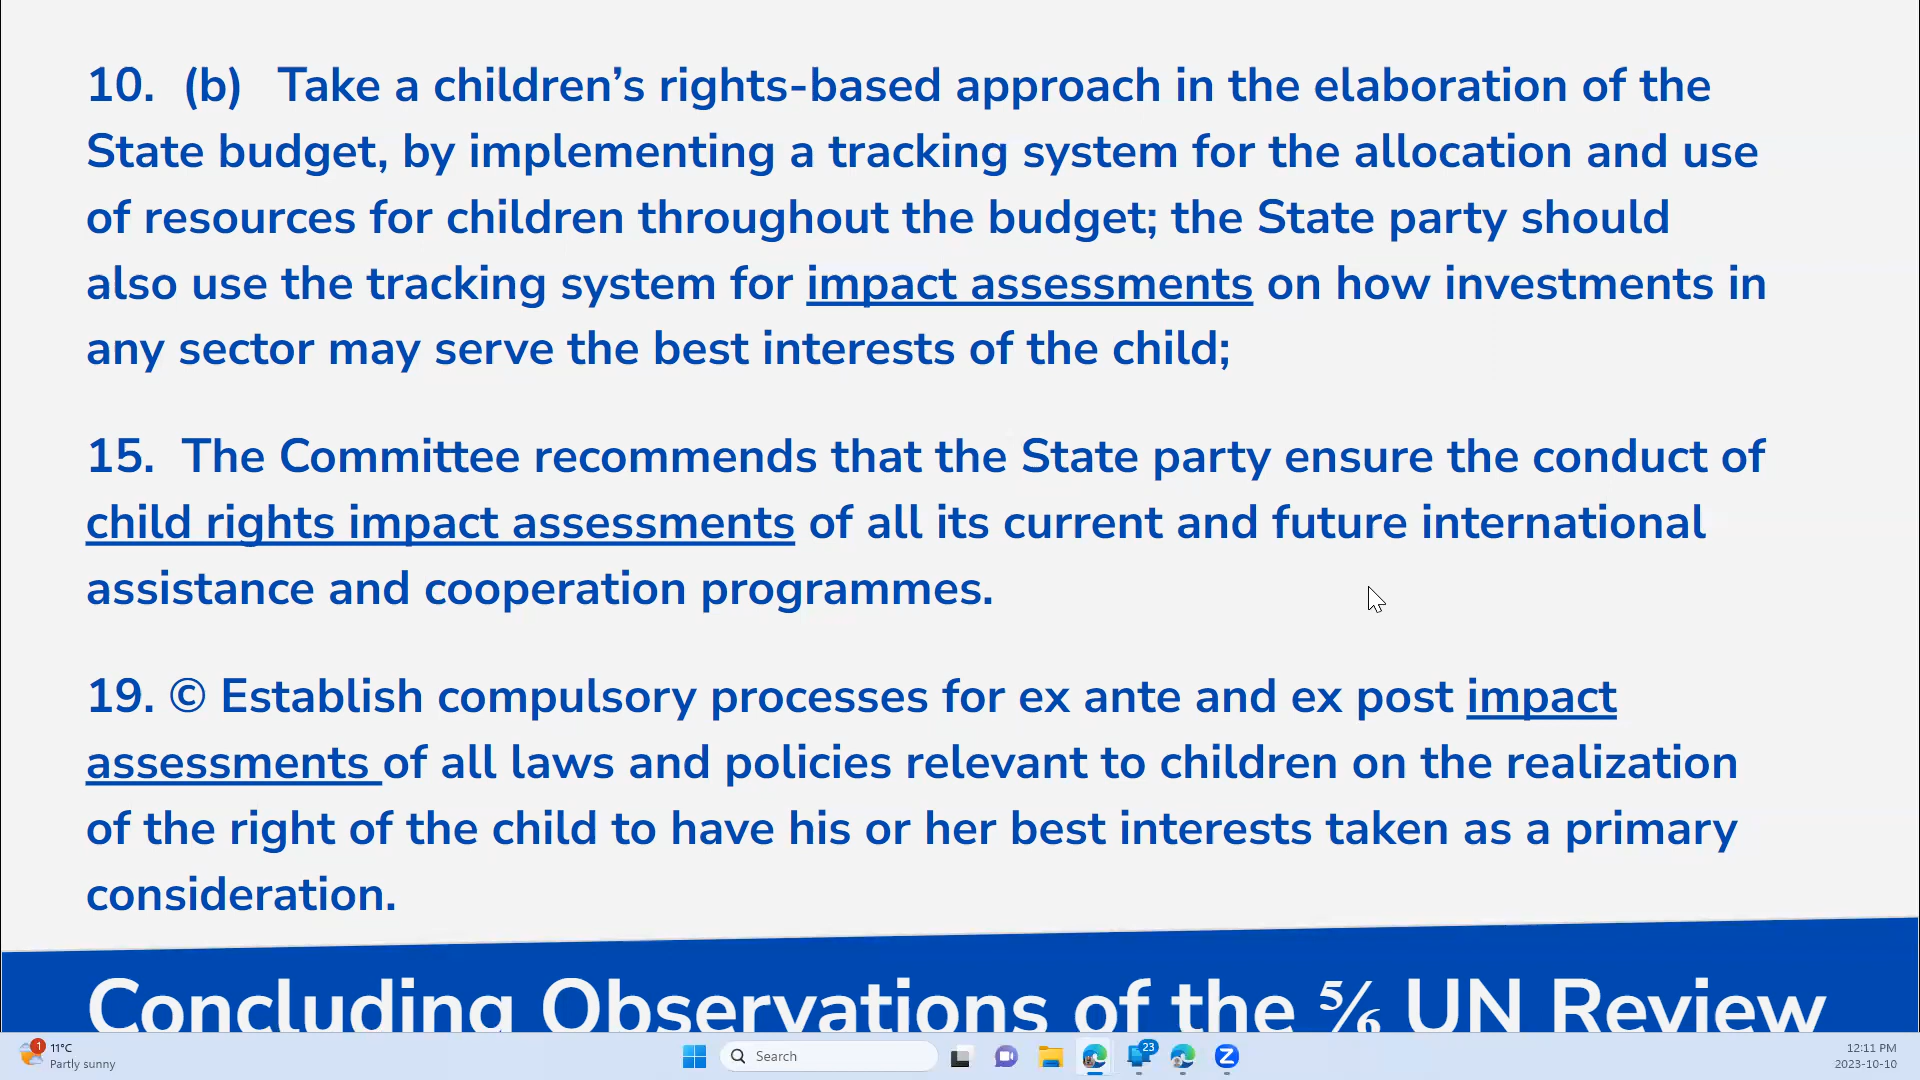 10. (b) Take a children’s rights-based approach in the elaboration of the
State budget, by implementing a tracking system for the allocation and use
of resources for children throughout the budget; the State party should
also use the tracking system for impact assessments on how investments in
any sector may serve the best interests of the child;
15. The Committee recommends that the State party ensure the conduct of
child rights impact assessments of all its current and future international
assistance and cooperation programmes.
19. © Establish compulsory processes for ex ante and ex post impact
assessments of all laws and policies relevant to children on the realization
of the right of the child to have his or her best interests taken as a primary
consideration.
Concluding Observations of the ⅚ UN Review
1
11°C
Partly sunny
Search
23
Z
12:11 PM
2023-10-10